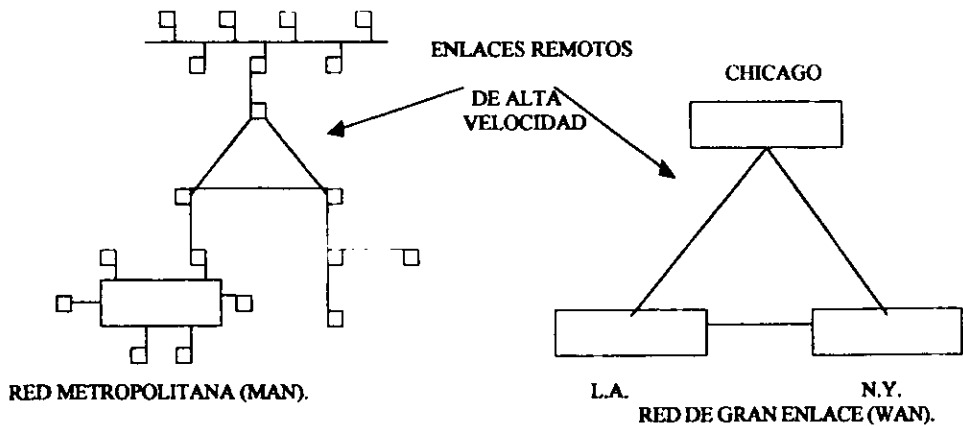 ENLACES REMOTOS
DE ALTA
VELOCIDAD
CHICAGO
RED METROPOLITANA (MAN).
L.A.
N.Y.
RED DE GRAN ENLACE (WAN).